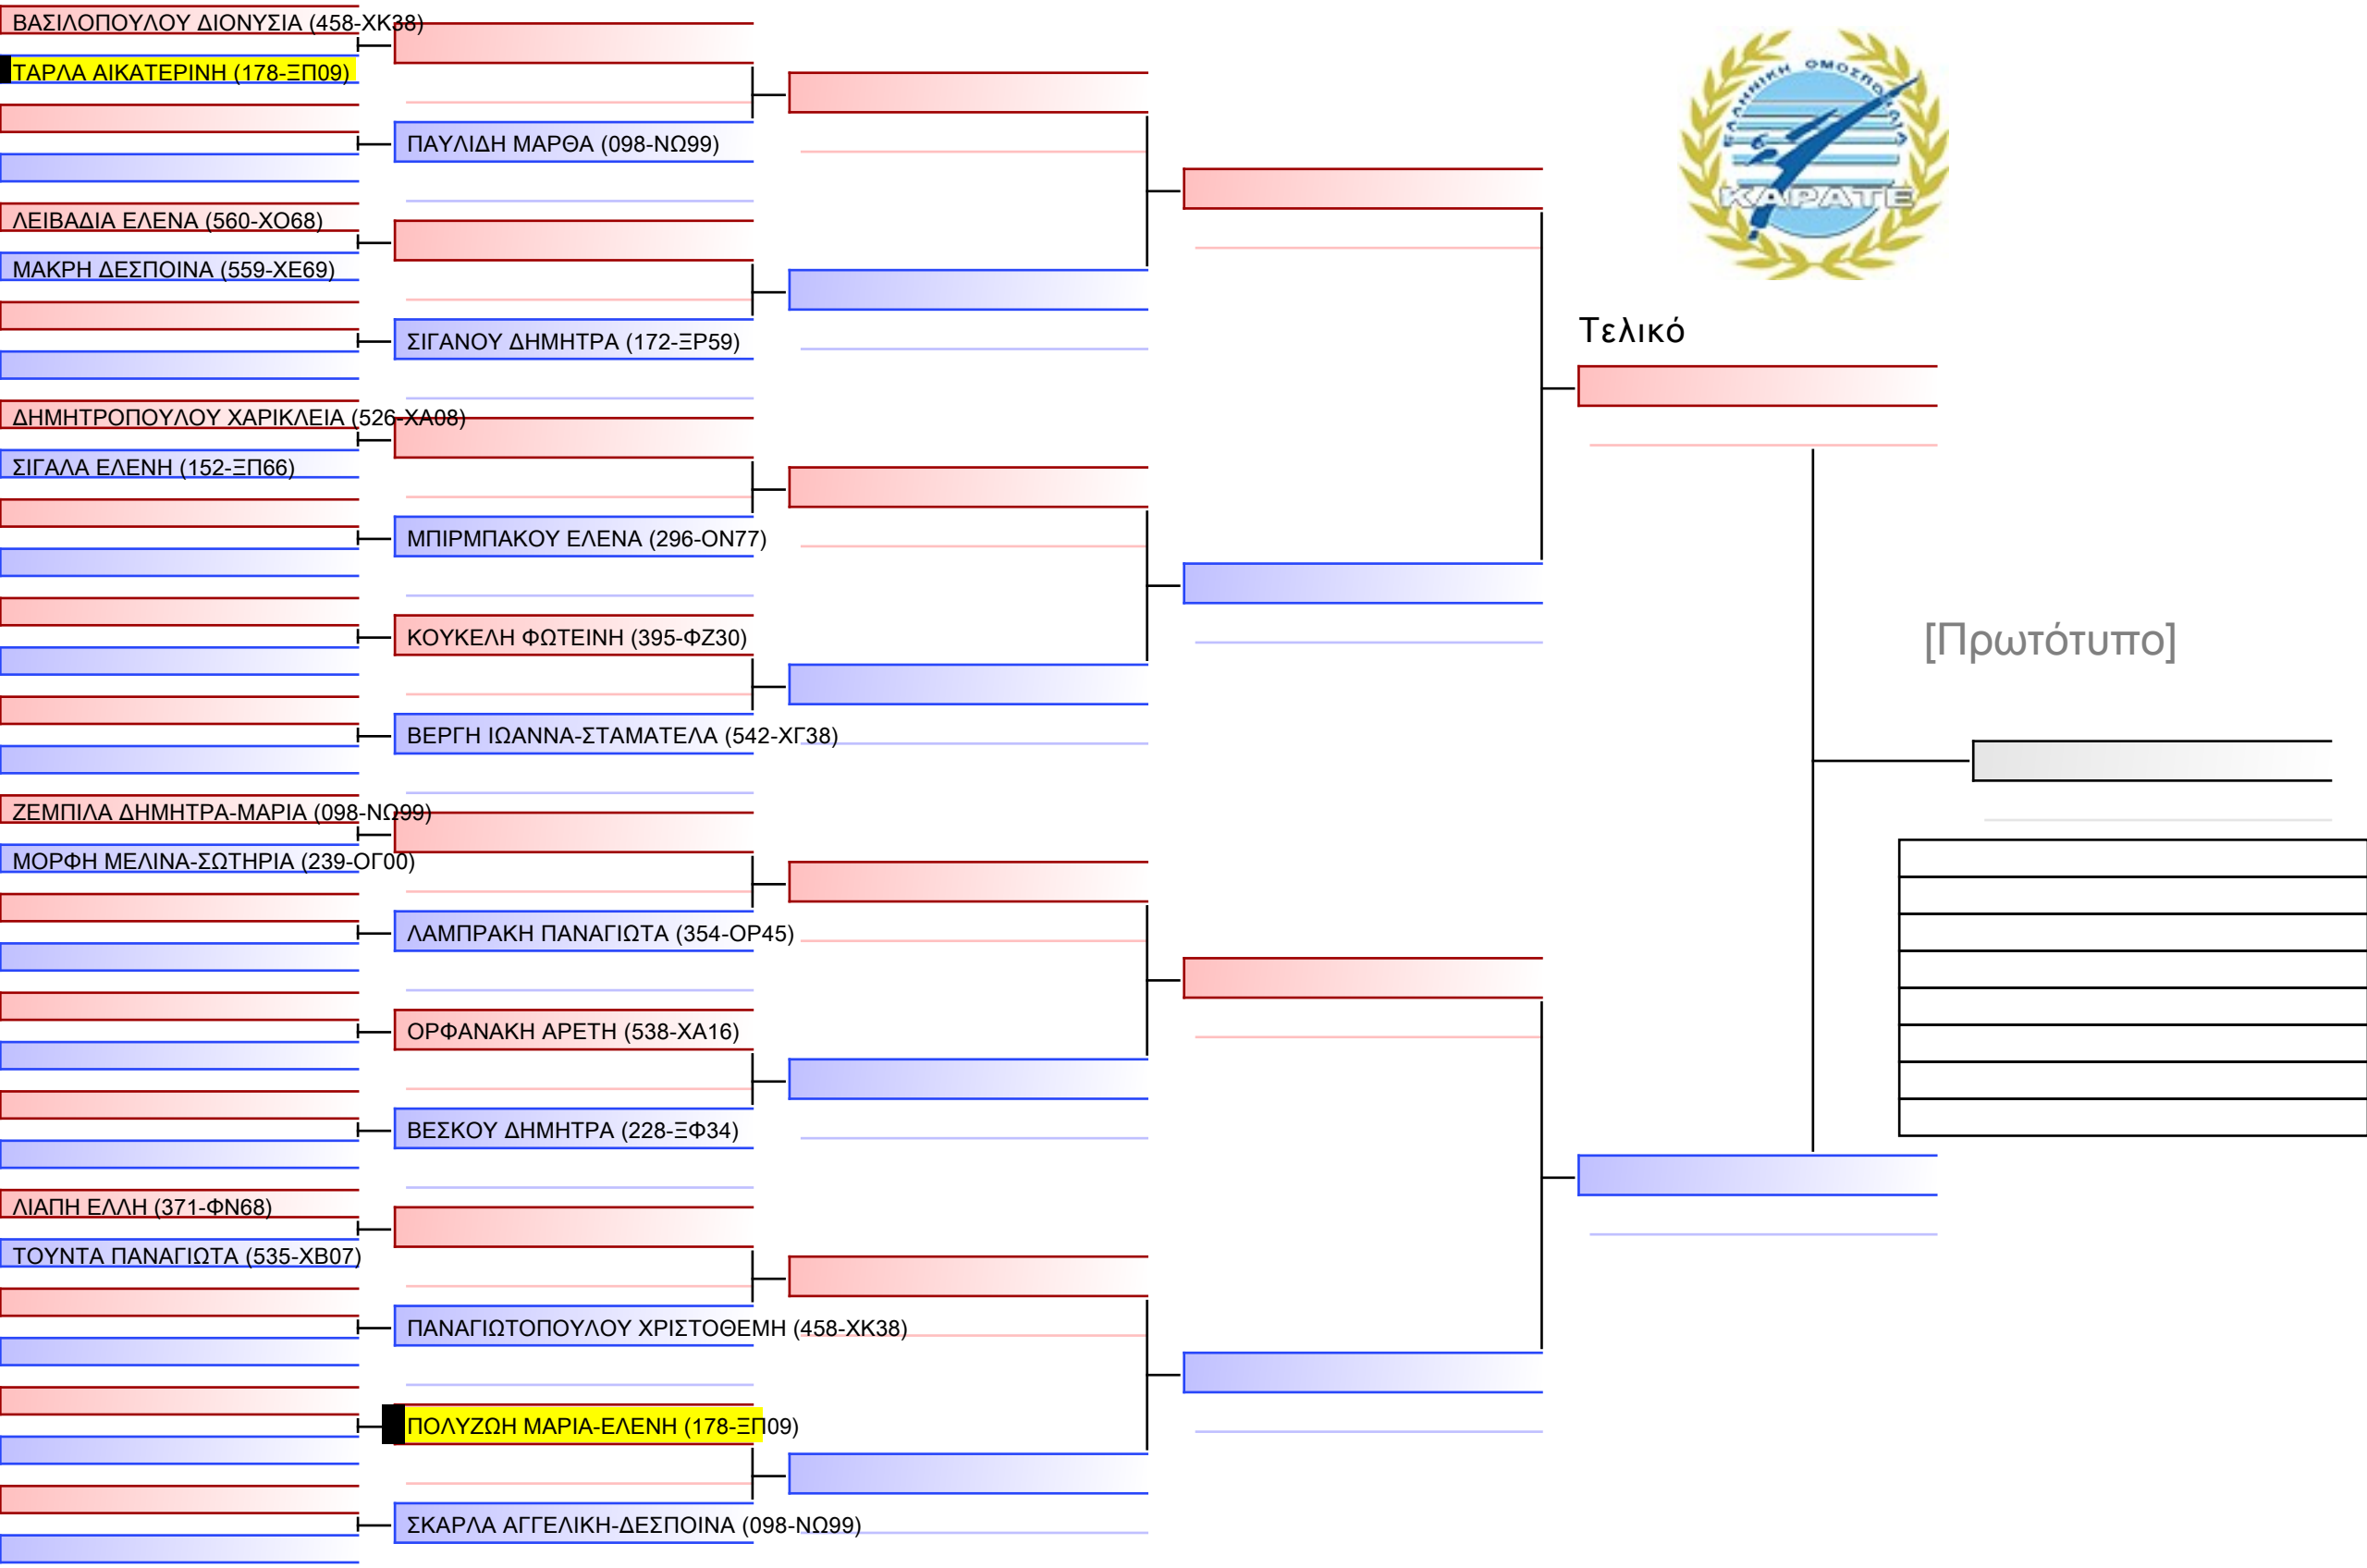 ΒΑΣΙΛΟΠΟΥΛΟΥ ΔΙΟΝΥΣΙΑ (458-ΧΚ38)
ΤΑΡΛΑ ΑΙΚΑΤΕΡΙΝΗ (178-ΞΠ09)
ΠΑΥΛΙΔΗ ΜΑΡΘΑ (098-ΝΩ99)
ΛΕΙΒΑΔΙΑ ΕΛΕΝΑ (560-ΧΟ68)
ΜΑΚΡΗ ΔΕΣΠΟΙΝΑ (559-ΧΕ69)
ΣΙΓΑΝΟΥ ΔΗΜΗΤΡΑ (172-ΞΡ59)
ΔΗΜΗΤΡΟΠΟΥΛΟΥ ΧΑΡΙΚΛΕΙΑ (526-ΧΑ08)
ΣΙΓΑΛΑ ΕΛΕΝΗ (152-ΞΠ66)
ΜΠΙΡΜΠΑΚΟΥ ΕΛΕΝΑ (296-ΟΝ77)
ΚΟΥΚΕΛΗ ΦΩΤΕΙΝΗ (395-ΦΖ30)
ΒΕΡΓΗ ΙΩΑΝΝΑ-ΣΤΑΜΑΤΕΛΑ (542-ΧΓ38)
ΖΕΜΠΙΛΑ ΔΗΜΗΤΡΑ-ΜΑΡΙΑ (098-ΝΩ99)
ΜΟΡΦΗ ΜΕΛΙΝΑ-ΣΩΤΗΡΙΑ (239-ΟΓ00)
ΛΑΜΠΡΑΚΗ ΠΑΝΑΓΙΩΤΑ (354-ΟΡ45)
ΟΡΦΑΝΑΚΗ ΑΡΕΤΗ (538-ΧΑ16)
ΒΕΣΚΟΥ ΔΗΜΗΤΡΑ (228-ΞΦ34)
ΛΙΑΠΗ ΕΛΛΗ (371-ΦΝ68)
ΤΟΥΝΤΑ ΠΑΝΑΓΙΩΤΑ (535-ΧΒ07)
ΠΑΝΑΓΙΩΤΟΠΟΥΛΟΥ ΧΡΙΣΤΟΘΕΜΗ (458-ΧΚ38)
ΠΟΛΥΖΩΗ ΜΑΡΙΑ-ΕΛΕΝΗ (178-ΞΠ09)
ΣΚΑΡΛΑ ΑΓΓΕΛΙΚΗ-ΔΕΣΠΟΙΝΑ (098-ΝΩ99)
ΕΛΛΗΝΙΚΗ ΟΜΟΣΠΟΝΔΙΑ
ΚΑΡΑΤΕ
Τελικό
[Πρωτότυπο]